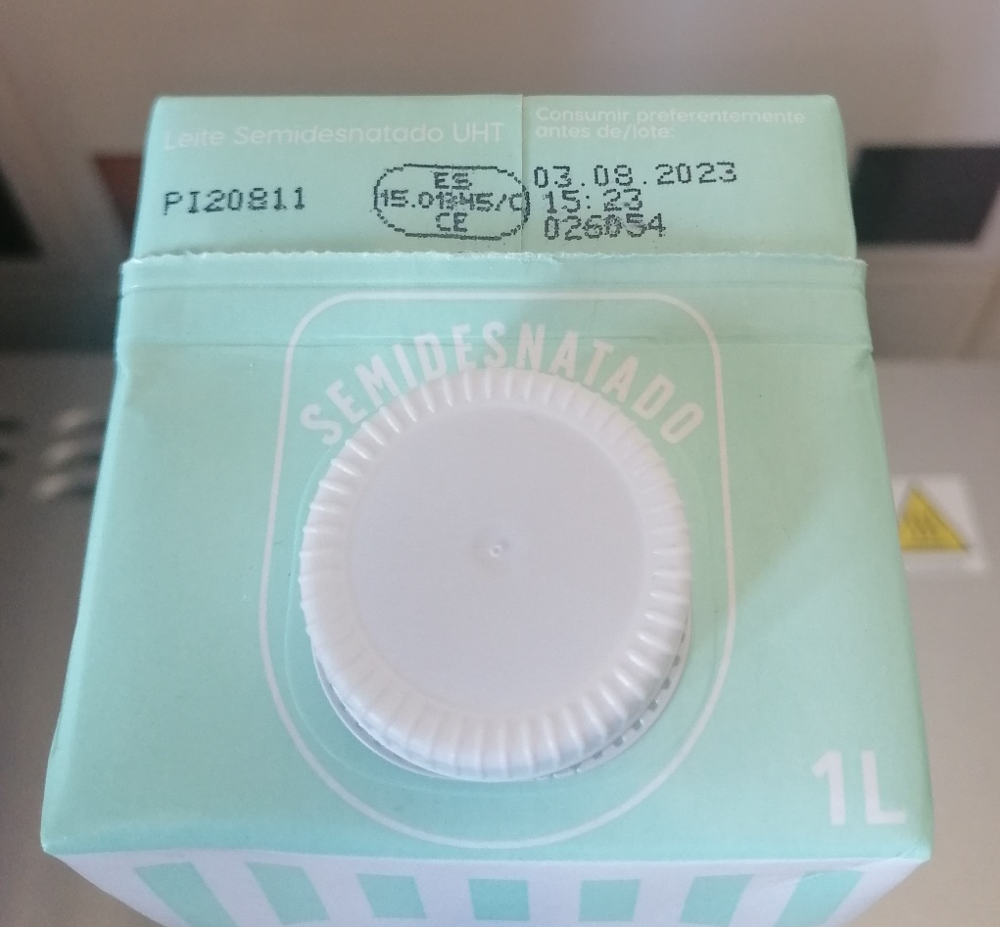 Leite Semidesnatado UHT
Consumir preferentemente
antes de/lote:
PI20811
ES
15.01345/C
CE
03.08.2023
15:23
026054
SEMIDESNATADO
1L